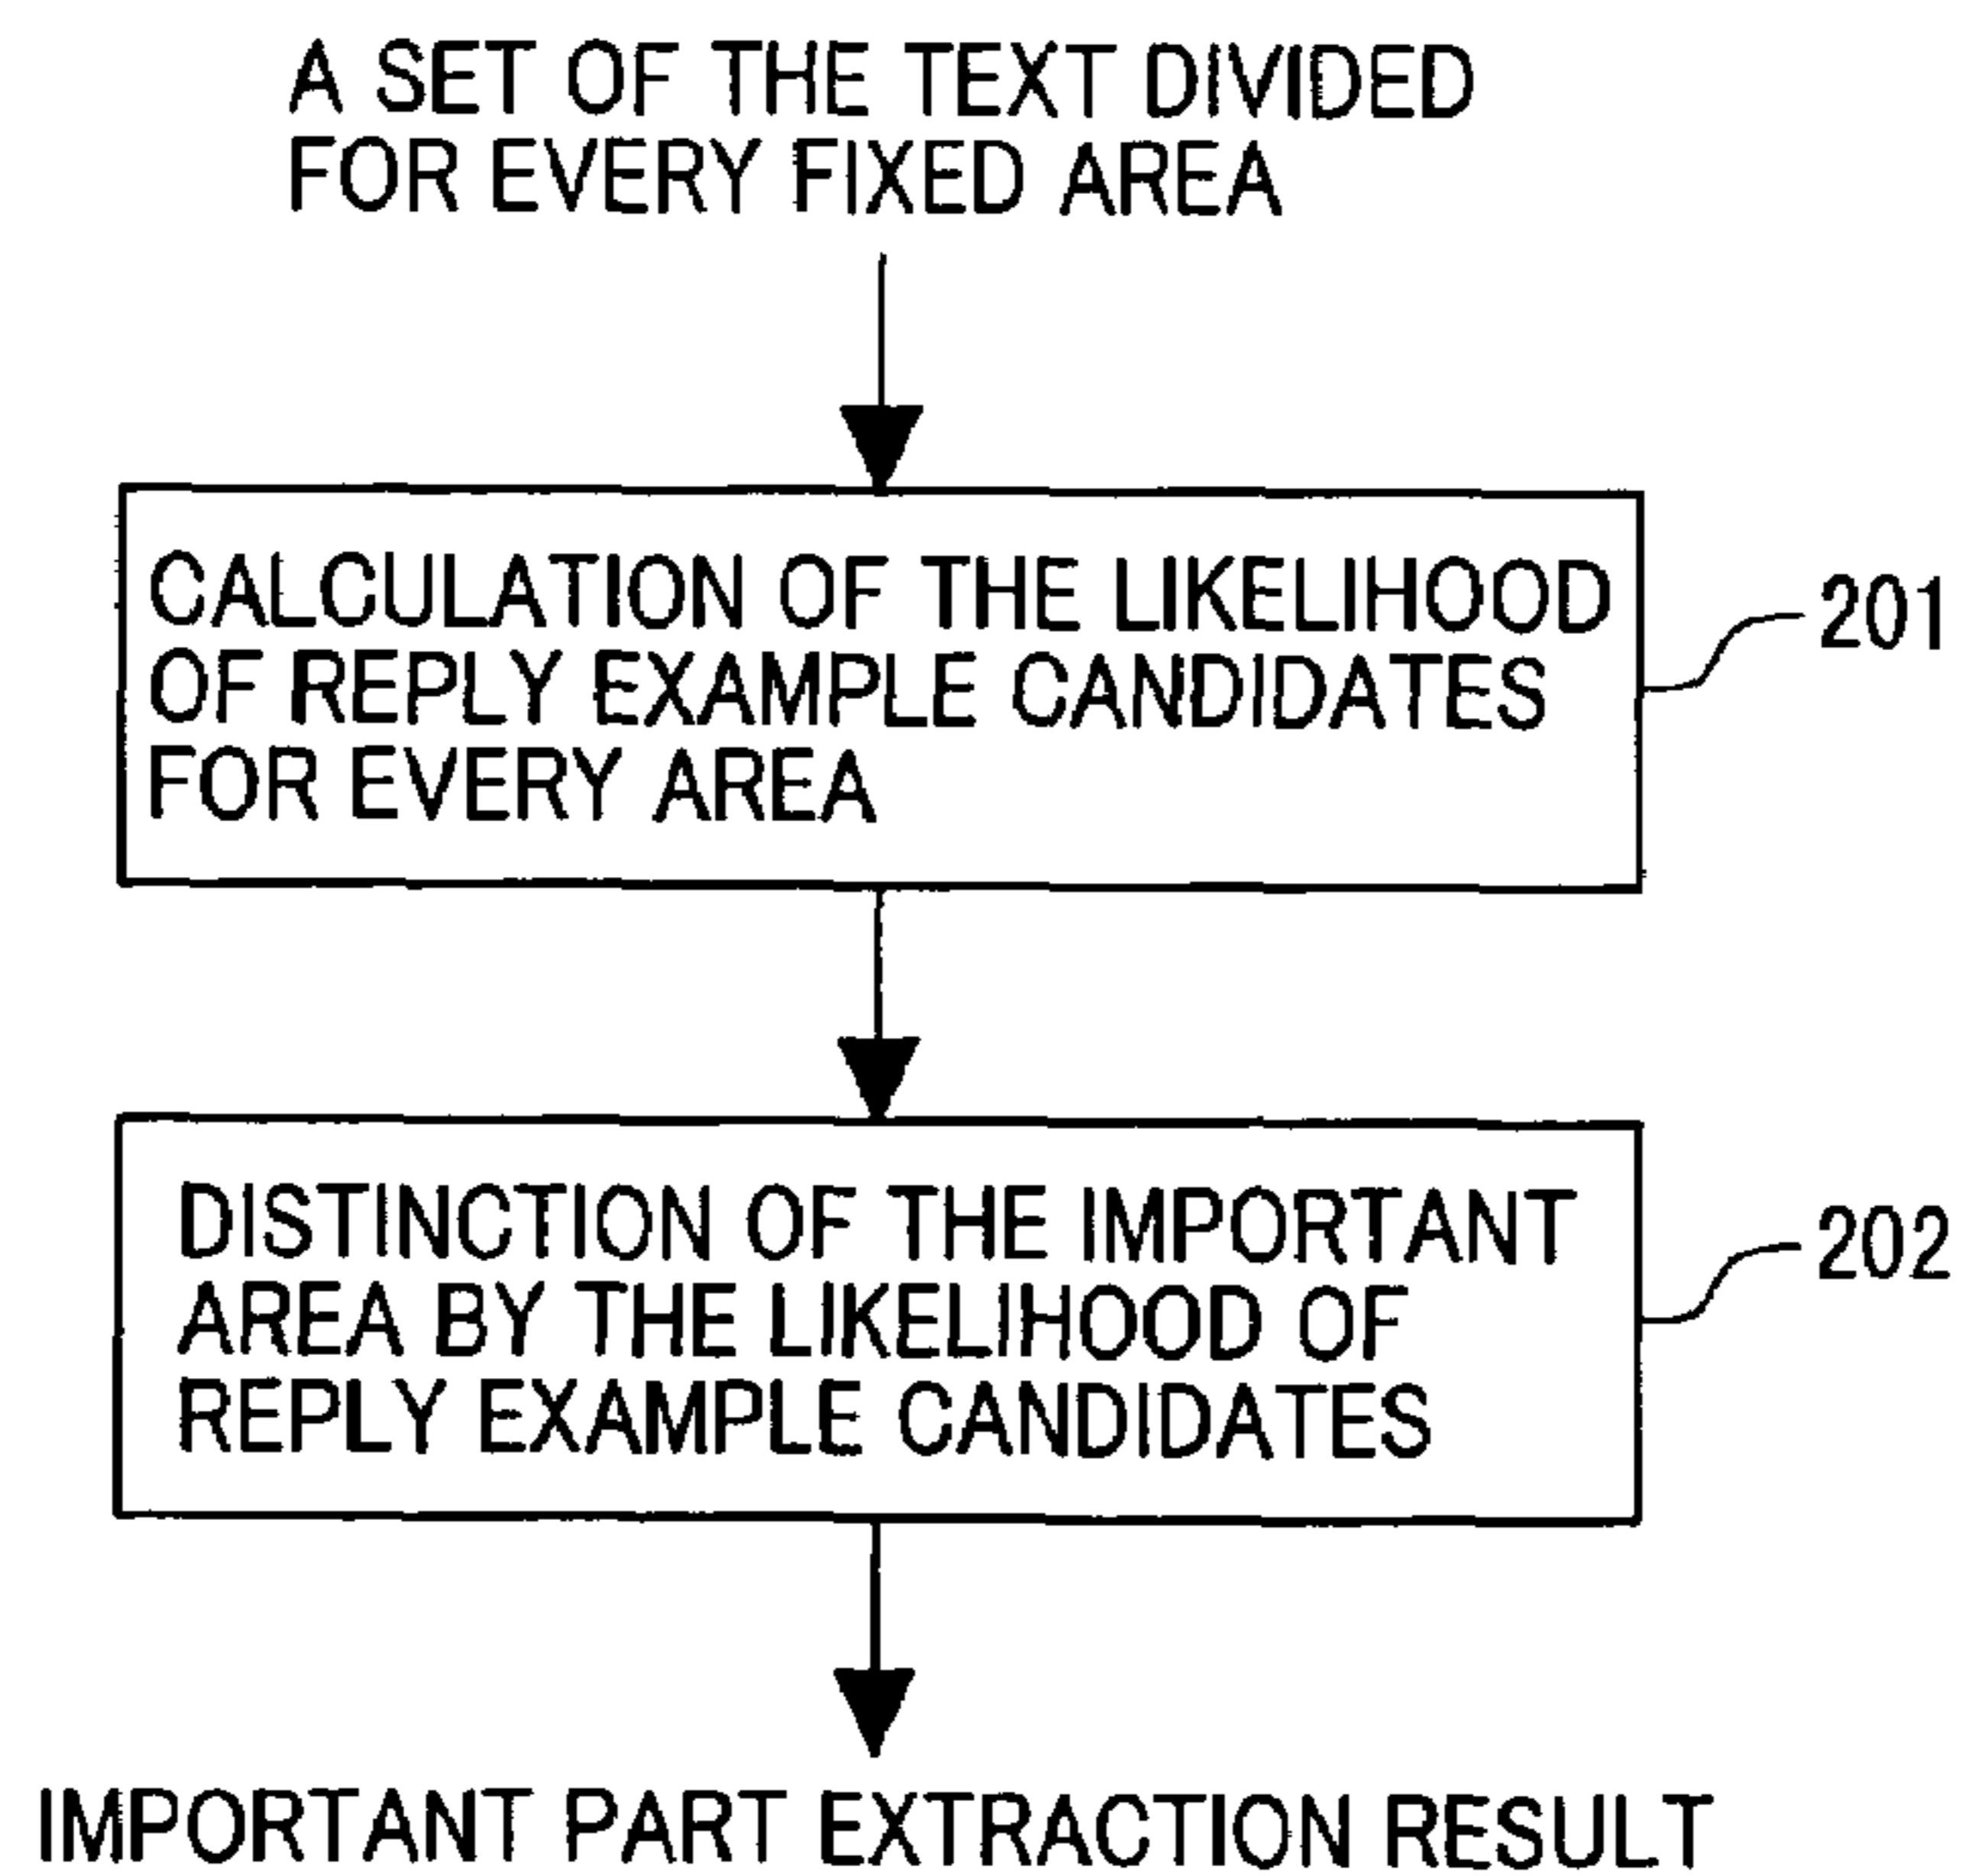 A SET OF THE TEXT DIVIDED
FOR EVERY FIXED AREA
CALCULATION OF THE LIKELIHOOD
OF REPLY EXAMPLE CANDIDATES
FOR EVERY AREA
201
DISTINCTION OF THE IMPORTANT
AREA BY THE LIKELIHOOD OF
REPLY EXAMPLE CANDIDATES
202
IMPORTANT PART EXTRACTION RESULT